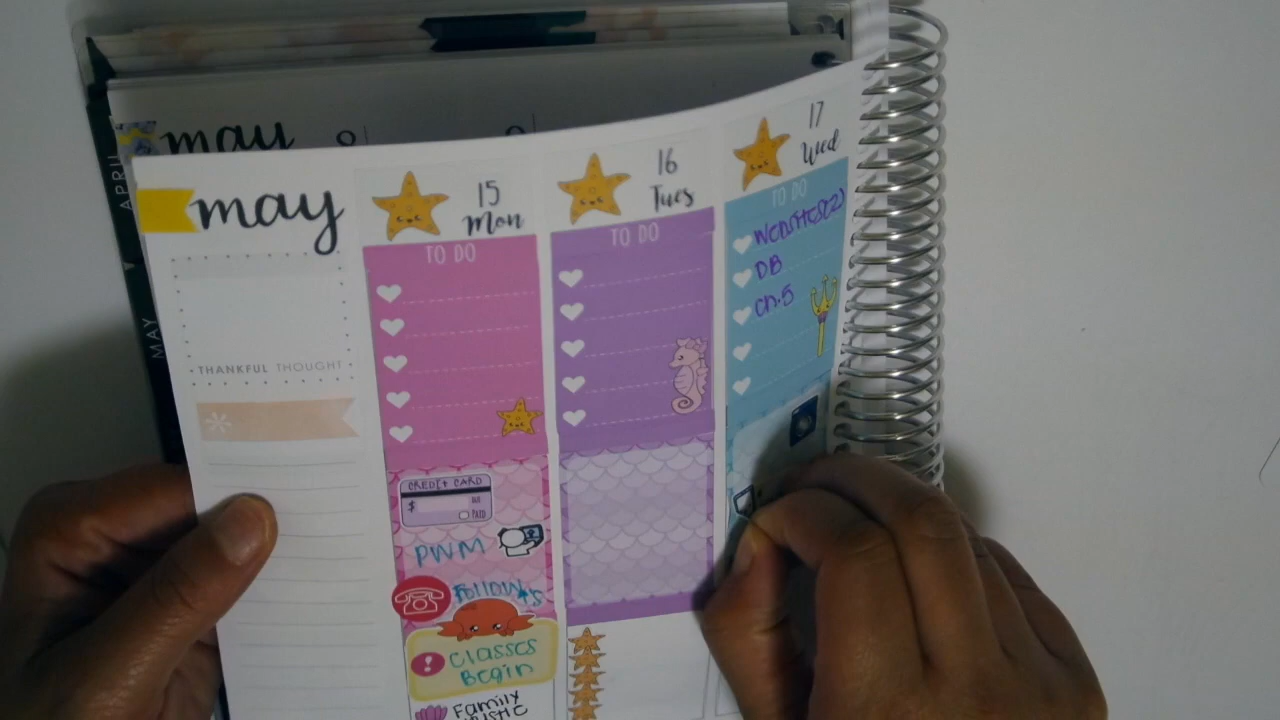 may
APRIL
MAY
may
THANKFUL THOUGHT
15
Mon
TO DO
CREDIT CARD
$
PAID
PWM
FOLLOW
CLASSES
BEGIN
Family
16
Tues
TO DO
17
Wed
TO DO
DB
Ch.5